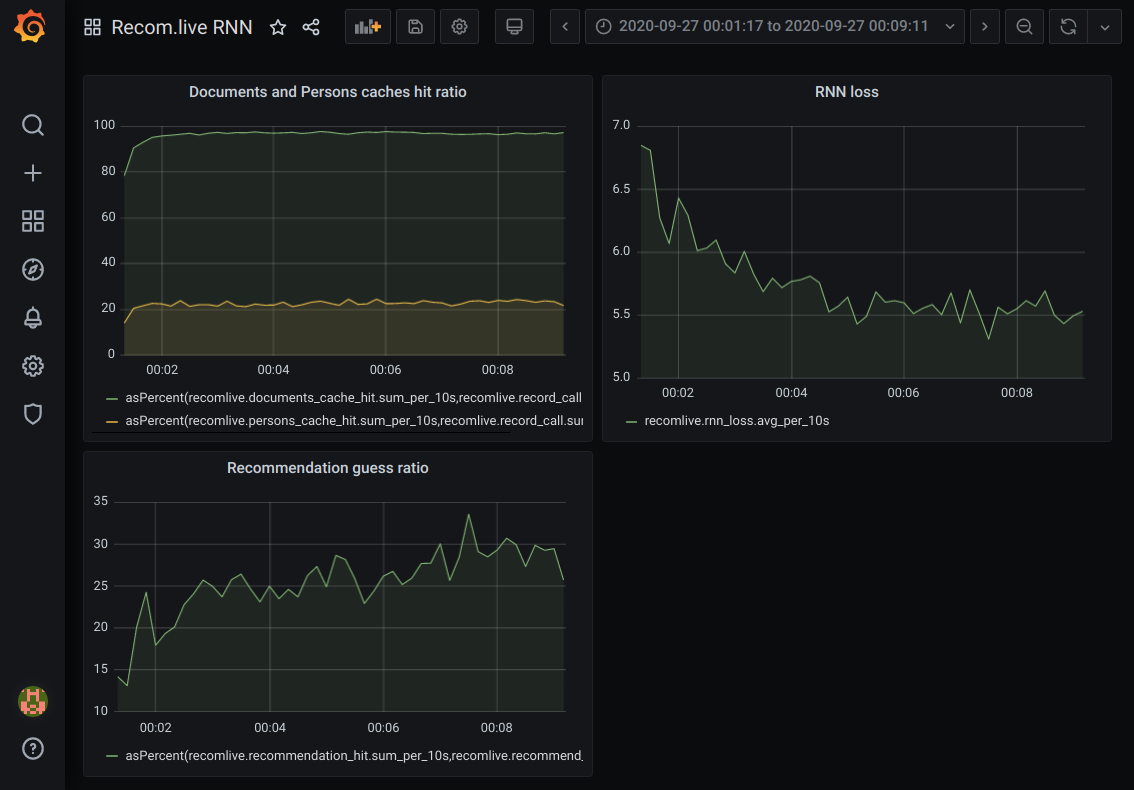 Recom.live RNN
2020-09-27 00:01:17 to 2020-09-27 00:09:11
Documents and Persons caches hit ratio
100
80
60
40
20
0
00:02 00:04 00:06 00:08
asPercent(recomlive.documents_cache_hit.sum_per_10s,recomlive.record_call
asPercent(recomlive.persons_cache_hit.sum_per_10s,recomlive.record_call.sur
RNN loss
7.0
6.5
6.0
5.5
5.0
00:02 00:04 00:06 00:08
recomlive.rnn_loss.avg_per_10s
Recommendation guess ratio
35
30
25
20
15
10
00:02 00:04 00:06 00:08
asPercent(recomlive.recommendation_hit.sum_per_10s,recomlive.recommend_